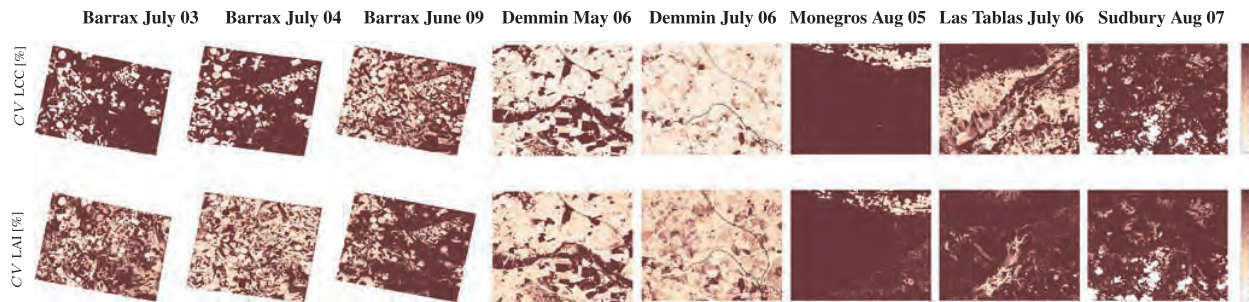 Barrax July 03 Barrax July 04 Barrax June 09 Demmin May 06 Demmin July 06 Monegros Aug 05 Las Tablas July 06 Sudbury Aug 07
CV LCC [%]
CV LAI [%]